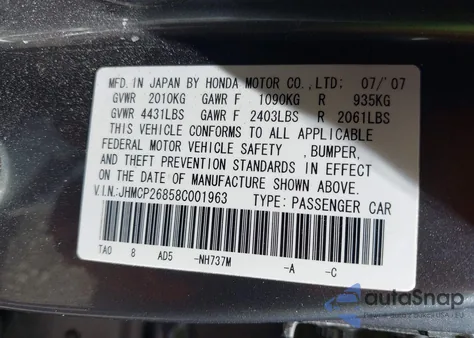 MFD. IN JAPAN BY HONDA MOTOR CO., LTD: 07/'07
GVWR 2010KG GAWR F 1090KG R 935KG
GVWR 4431LBS GAWR F 2403LBS R 2061LBS
THIS VEHICLE CONFORMS TO ALL APPLICABLE
FEDERAL MOTOR VEHICLE SAFETY , BUMPER,
AND THEFT PREVENTION STANDARDS IN EFFECT
ON THE DATE OF MANUFACTURE SHOWN ABOVE.
V.I.N.:JHMCP26858C001963 TYPE: PASSENGER CAR
TA0 8 AD5 -NH737M -A -C
autoSnap